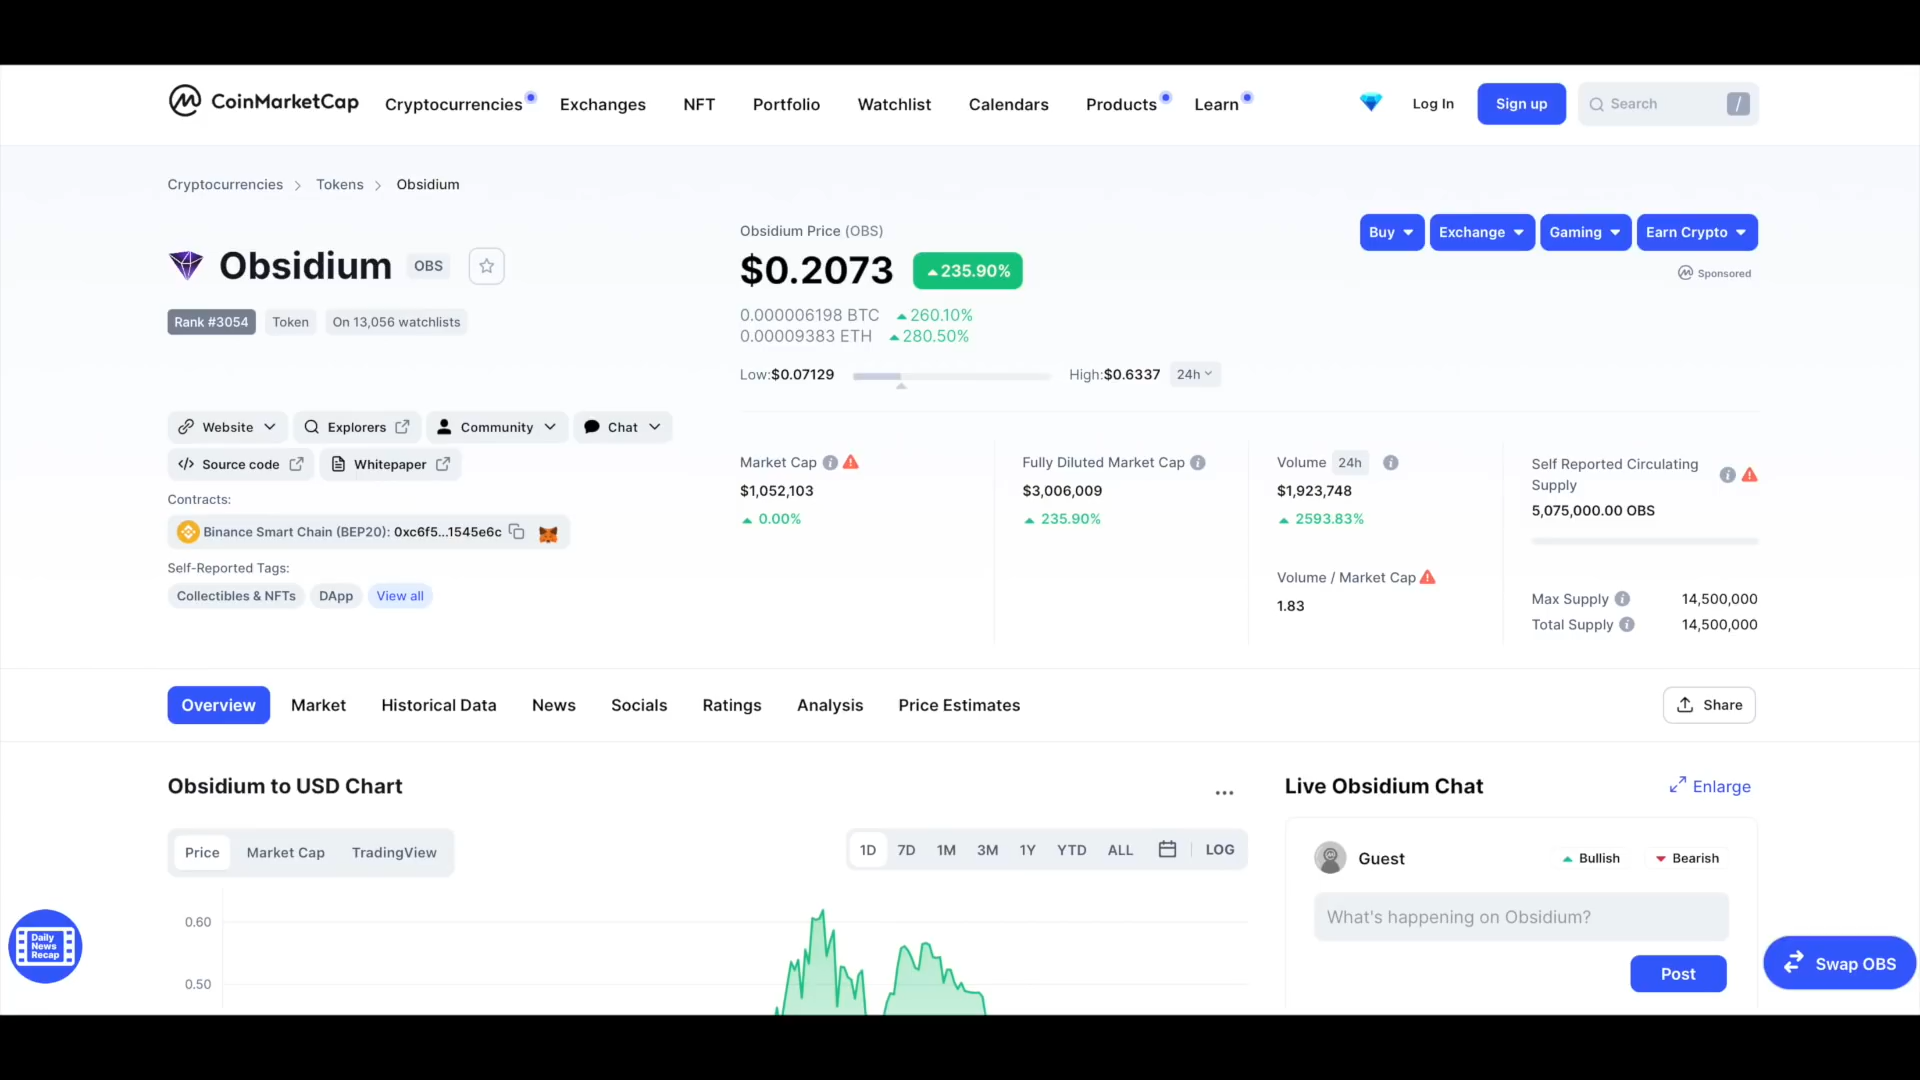 CoinMarketCap Cryptocurrencies Exchanges NFT Portfolio Watchlist Calendars Products Learn Log In Sign up Search /
Cryptocurrencies > Tokens > Obsidium
Obsidium OBS
Rank #3054 Token On 13,056 watchlists
Website Explorers Community Chat
Source code Whitepaper
Contracts:
Binance Smart Chain (BEP20): 0xc6f5...1545e6c
Self-Reported Tags:
Collectibles & NFTs DApp View all
Obsidium Price (OBS)
$0.2073 235.90%
0.000006198 BTC 260.10%
0.00009383 ETH 280.50%
Low:$0.07129 High:$0.6337 24h
Buy Exchange Gaming Earn Crypto
Sponsored
Market Cap
$1,052,103
0.00%
Fully Diluted Market Cap
$3,006,009
235.90%
Volume 24h
$1,923,748
2593.83%
Volume / Market Cap
1.83
Self Reported Circulating
Supply
5,075,000.00 OBS
Max Supply 14,500,000
Total Supply 14,500,000
Overview Market Historical Data News Socials Ratings Analysis Price Estimates Share
Obsidium to USD Chart
Price Market Cap TradingView 1D 7D 1M 3M 1Y YTD ALL LOG
0.60
0.50
Live Obsidium Chat Enlarge
Guest Bullish Bearish
What's happening on Obsidium?
Post
Daily
News
Recap
Swap OBS